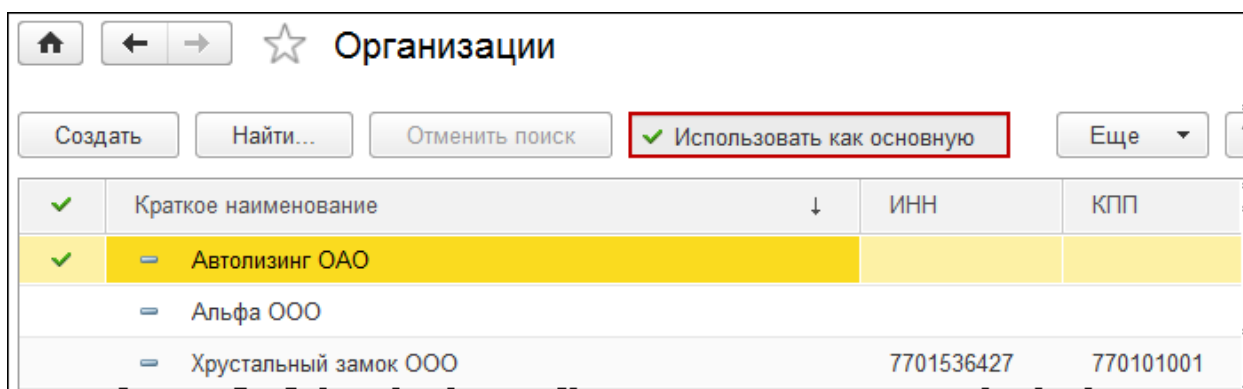 Организации
Создать Найти... Отменить поиск Использовать как основную Еще
Краткое наименование ↓ ИНН КПП
Автолизинг ОАО
Альфа ООО
Хрустальный замок ООО 7701536427 770101001